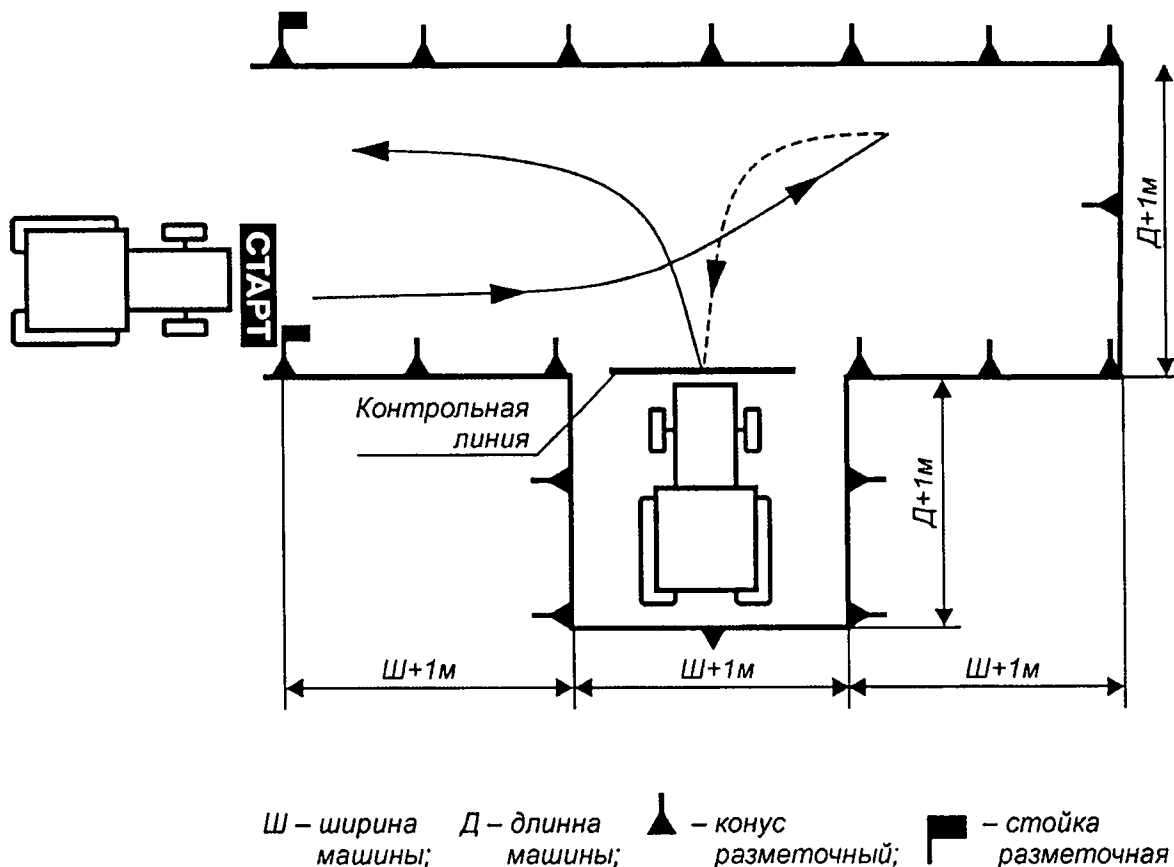 СТАРТ
Д+1м
Контрольная
линия
Д+1м
Ш+1м
Ш+1м
Ш+1м
Ш – ширина
машины;
Д – длинна
машины;
– конус
разметочный;
– стойка
разметочная